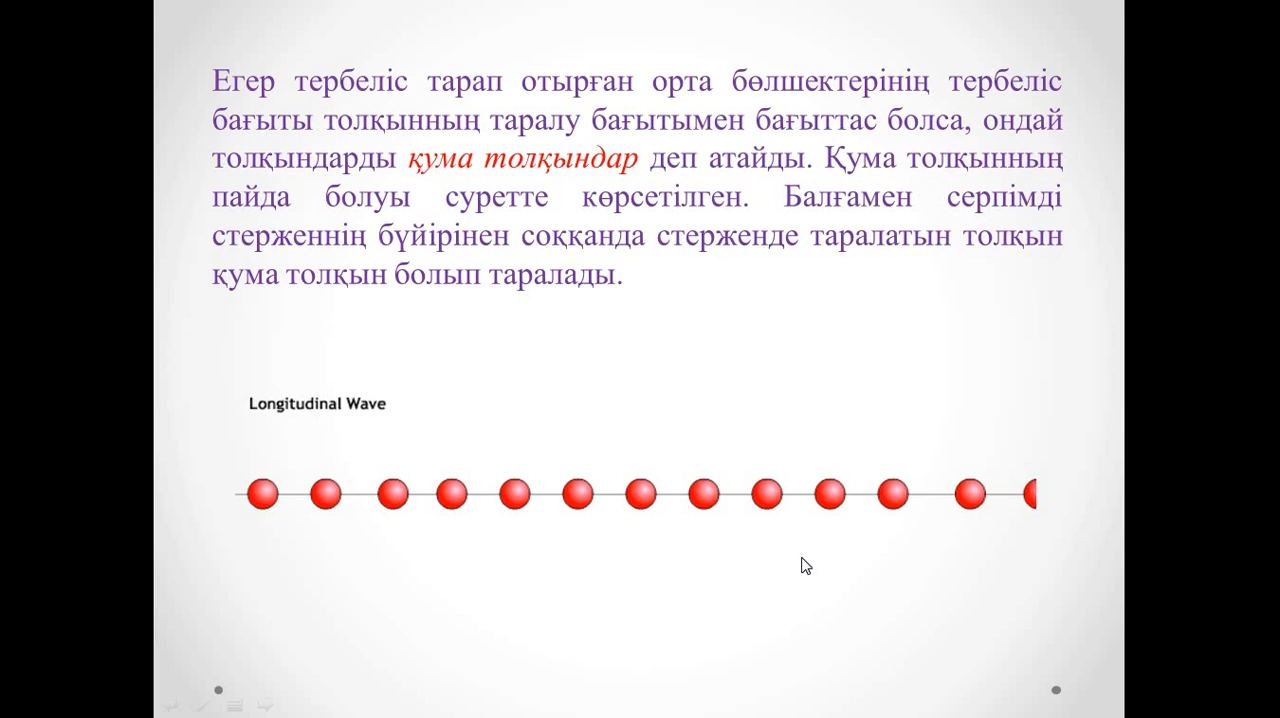 Егер тербеліс тарап отырған орта бөлшектерінің тербеліс
бағыты толқынның таралу бағытымен бағыттас болса, ондай
толқындарды қума толқындар деп атайды. Қума толқынның
пайда болуы суретте көрсетілген. Балғамен серпімді
стерженнің бүйірінен соққанда стерженде таралатын толқын
қума толқын болып таралады.
Longitudinal Wave